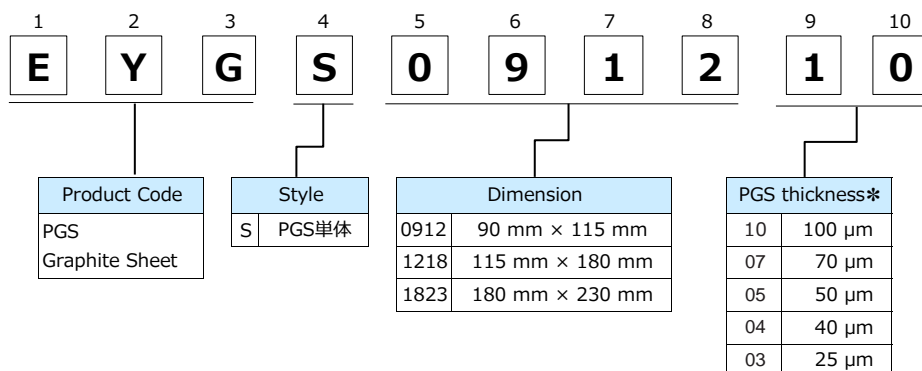 1 2 3 4 5 6 7 8 9 10
E Y G S 0 9 1 2 1 0
Product Code
PGS
Graphite Sheet
Style
S PGS単体
Dimension
0912 90 mm × 115 mm
1218 115 mm × 180 mm
1823 180 mm × 230 mm
PGS thickness✻
10 100 μm
07 70 μm
05 50 μm
04 40 μm
03 25 μm